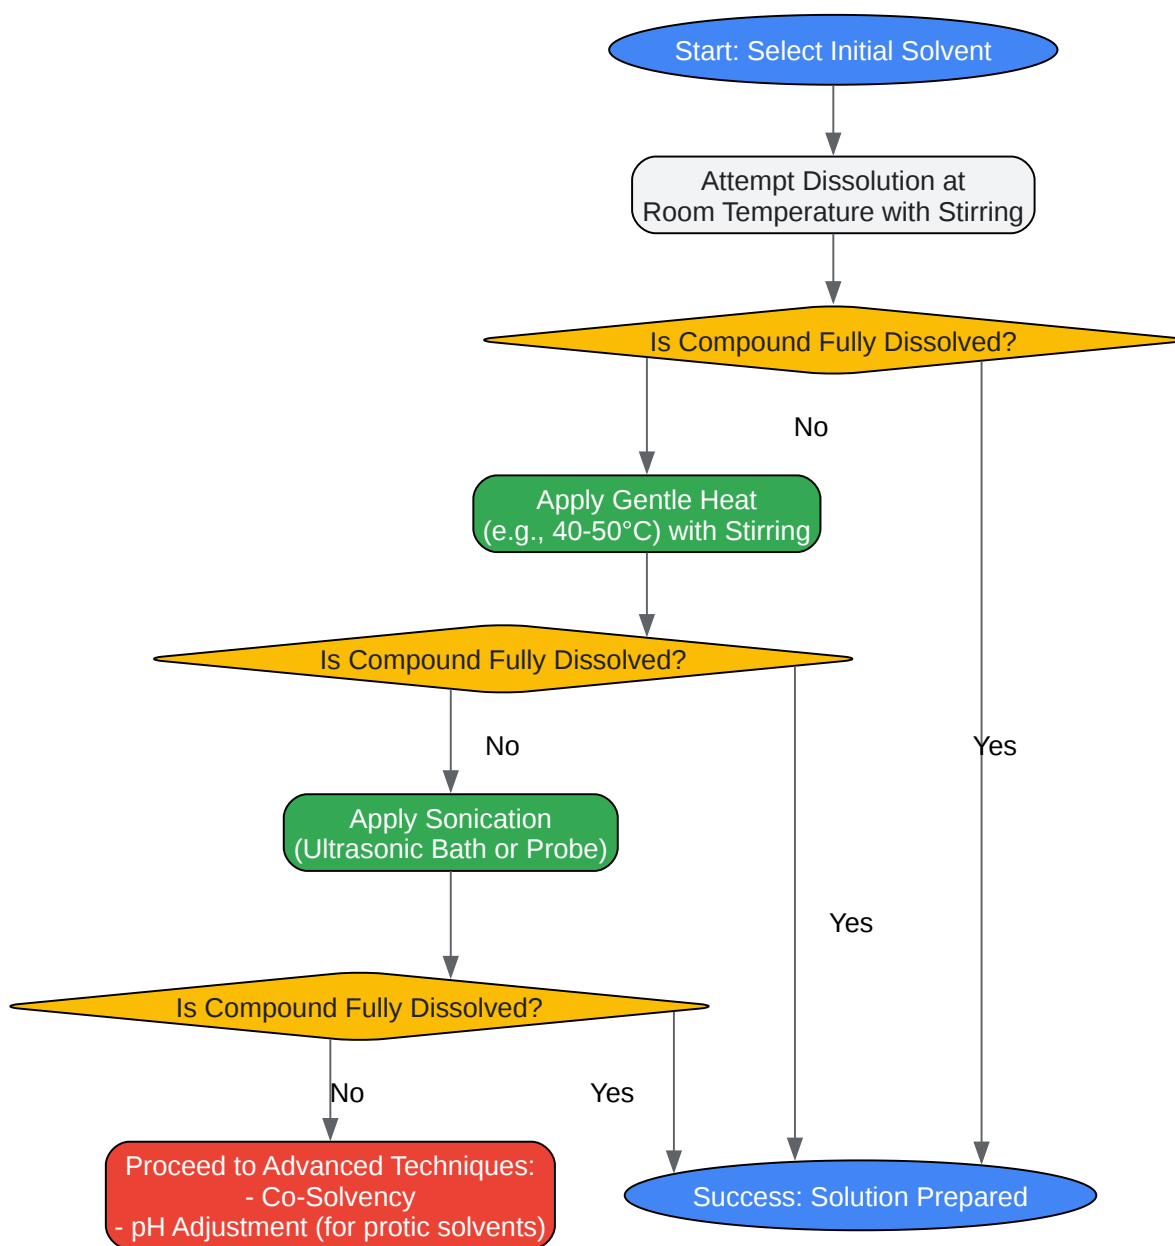 Start: Select Initial Solvent
Attempt Dissolution at
Room Temperature with Stirring
Is Compound Fully Dissolved?
No
Apply Gentle Heat
(e.g., 40-50°C) with Stirring
Is Compound Fully Dissolved?
No
Yes
Apply Sonication
(Ultrasonic Bath or Probe)
Yes
Is Compound Fully Dissolved?
No
Yes
Proceed to Advanced Techniques:
- Co-Solvency
- pH Adjustment (for protic solvents)
Success: Solution Prepared